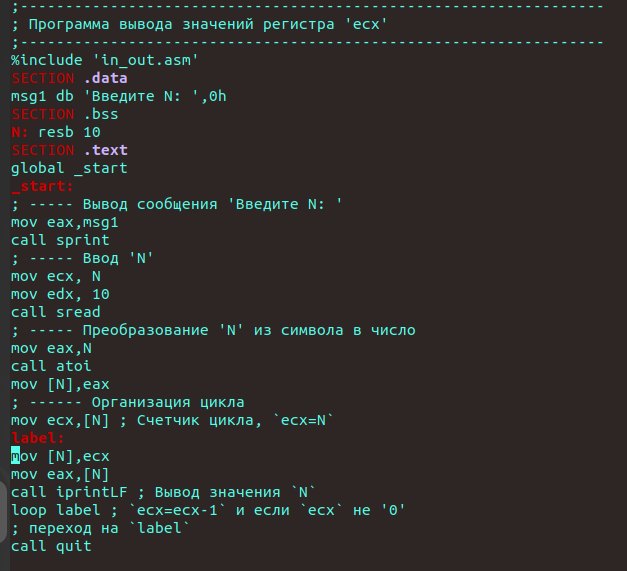 ;-----------------------------------------------------------------
; Программа вывода значений регистра 'ecx'
;-----------------------------------------------------------------
%include 'in_out.asm'
SECTION .data
msg1 db 'Введите N: ',0h
SECTION .bss
N: resb 10
SECTION .text
global _start
_start:
; ----- Вывод сообщения 'Введите N: '
mov eax,msg1
call sprint
; ----- Ввод 'N'
mov ecx, N
mov edx, 10
call sread
; ----- Преобразование 'N' из символа в число
mov eax,N
call atoi
mov [N],eax
; ------ Организация цикла
mov ecx,[N] ; Счетчик цикла, `ecx=N`
label:
mov [N],ecx
mov eax,[N]
call iprintLF ; Вывод значения `N`
loop label ; `ecx=ecx-1` и если `ecx` не '0'
; переход на `label`
call quit